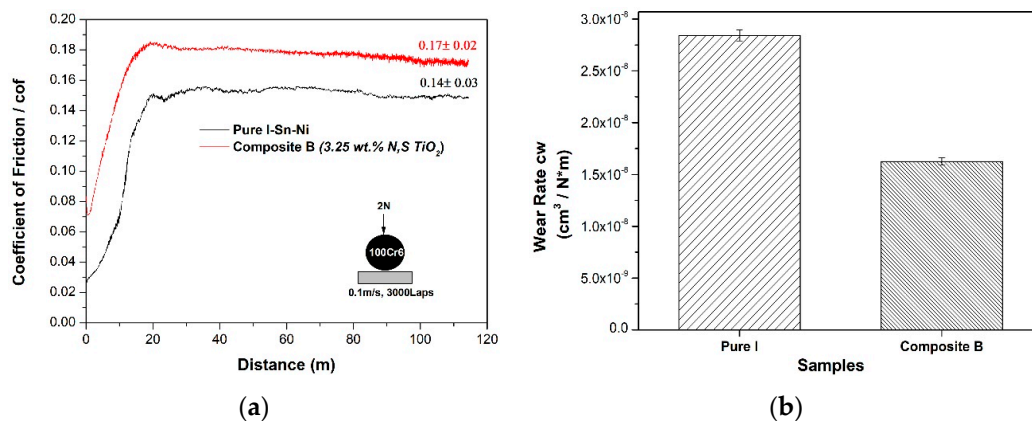 (a)
0.20
0.18
0.16
0.14
0.12
0.10
0.08
0.06
0.04
0.02
0.00
Coefficient of Friction / cof
0.17± 0.02
0.14± 0.03
Pure I-Sn-Ni
Composite B (3.25 wt.% N,S TiO₂)
2N
100Cr6
0.1m/s, 3000Laps
0 20 40 60 80 100 120
Distance (m)
(a)
(b)
3.0x10⁻⁸
2.5x10⁻⁸
2.0x10⁻⁸
1.5x10⁻⁸
1.0x10⁻⁸
5.0x10⁻⁹
0.0
Wear Rate cw
(cm³ / N*m)
Pure I Composite B
Samples
(b)